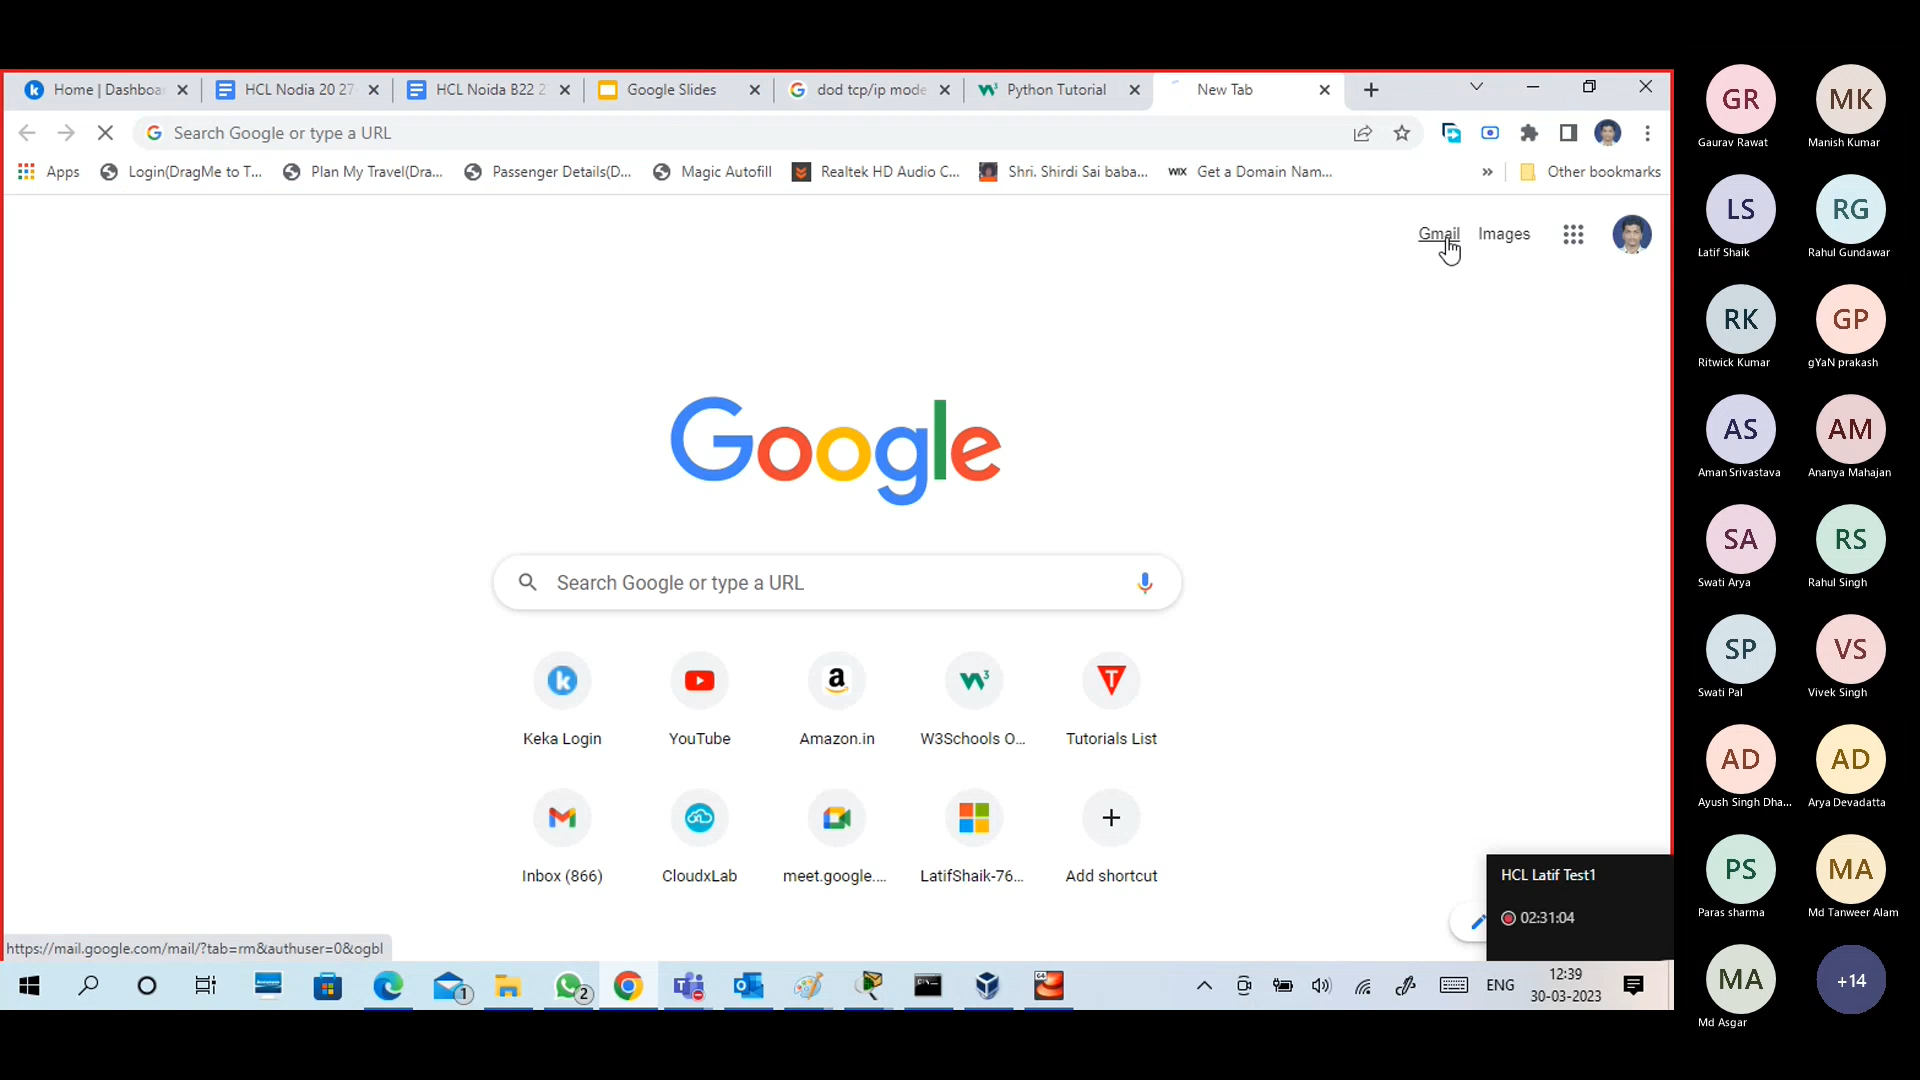 Home | Dashboa
HCL Nodia 20 27
HCL Noida B22 2
Google Slides
dod tcp/ip mode
Python Tutorial
New Tab
Search Google or type a URL
Apps
Login(DragMe to T...
Plan My Travel(Dra...
Passenger Details(D...
Magic Autofill
Realtek HD Audio C...
Shri. Shirdi Sai baba...
WIX Get a Domain Nam...
Other bookmarks
Gmail Images
Google
Search Google or type a URL
Keka Login
YouTube
Amazon.in
W3Schools O...
Tutorials List
Inbox (866)
CloudxLab
meet.google....
LatifShaik-76...
Add shortcut
HCL Latif Test1
02:31:04
https://mail.google.com/mail/?tab=rm&authuser=0&ogbl
1
2
64
ENG
12:39
30-03-2023
GR
Gaurav Rawat
MK
Manish Kumar
LS
Latif Shaik
RG
Rahul Gundawar
RK
Ritwick Kumar
GP
gYaN prakash
AS
Aman Srivastava
AM
Ananya Mahajan
SA
Swati Arya
RS
Rahul Singh
SP
Swati Pal
VS
Vivek Singh
AD
Ayush Singh Dha...
AD
Arya Devadatta
PS
Paras sharma
MA
Md Tanweer Alam
MA
Md Asgar
+14